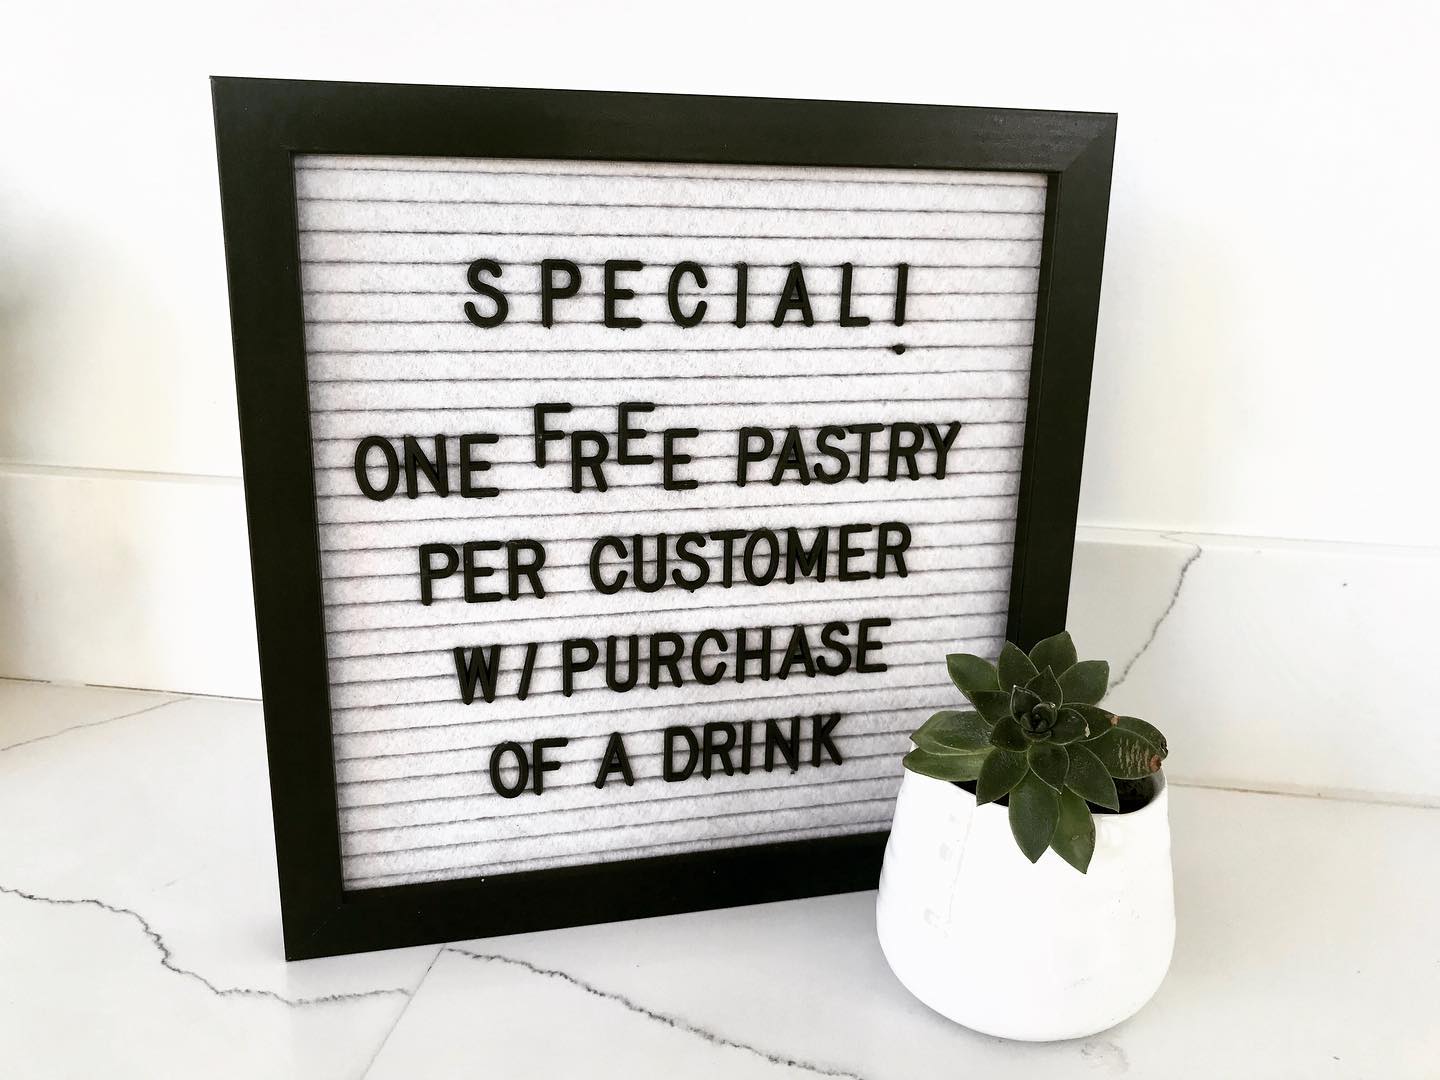 SPECIAL!
ONE FREE PASTRY
PER CUSTOMER
W/ PURCHASE
OF A DRINK